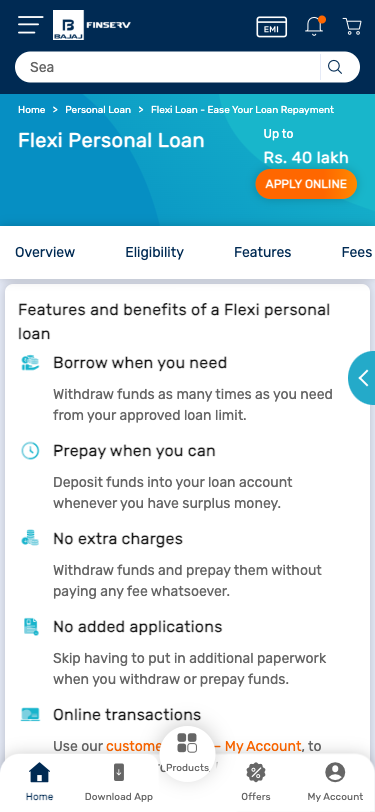 B
BAJAJ
FINSERV
EMI
Sea
Home > Personal Loan > Flexi Loan - Ease Your Loan Repayment
Flexi Personal Loan
Up to
Rs. 40 lakh
APPLY ONLINE
Overview
Eligibility
Features
Fees
Features and benefits of a Flexi personal
loan
Borrow when you need
Withdraw funds as many times as you need
from your approved loan limit.
Prepay when you can
Deposit funds into your loan account
whenever you have surplus money.
No extra charges
Withdraw funds and prepay them without
paying any fee whatsoever.
No added applications
Skip having to put in additional paperwork
when you withdraw or prepay funds.
Online transactions
Use our custome – My Account, to
Home
Download App
Products
Offers
My Account